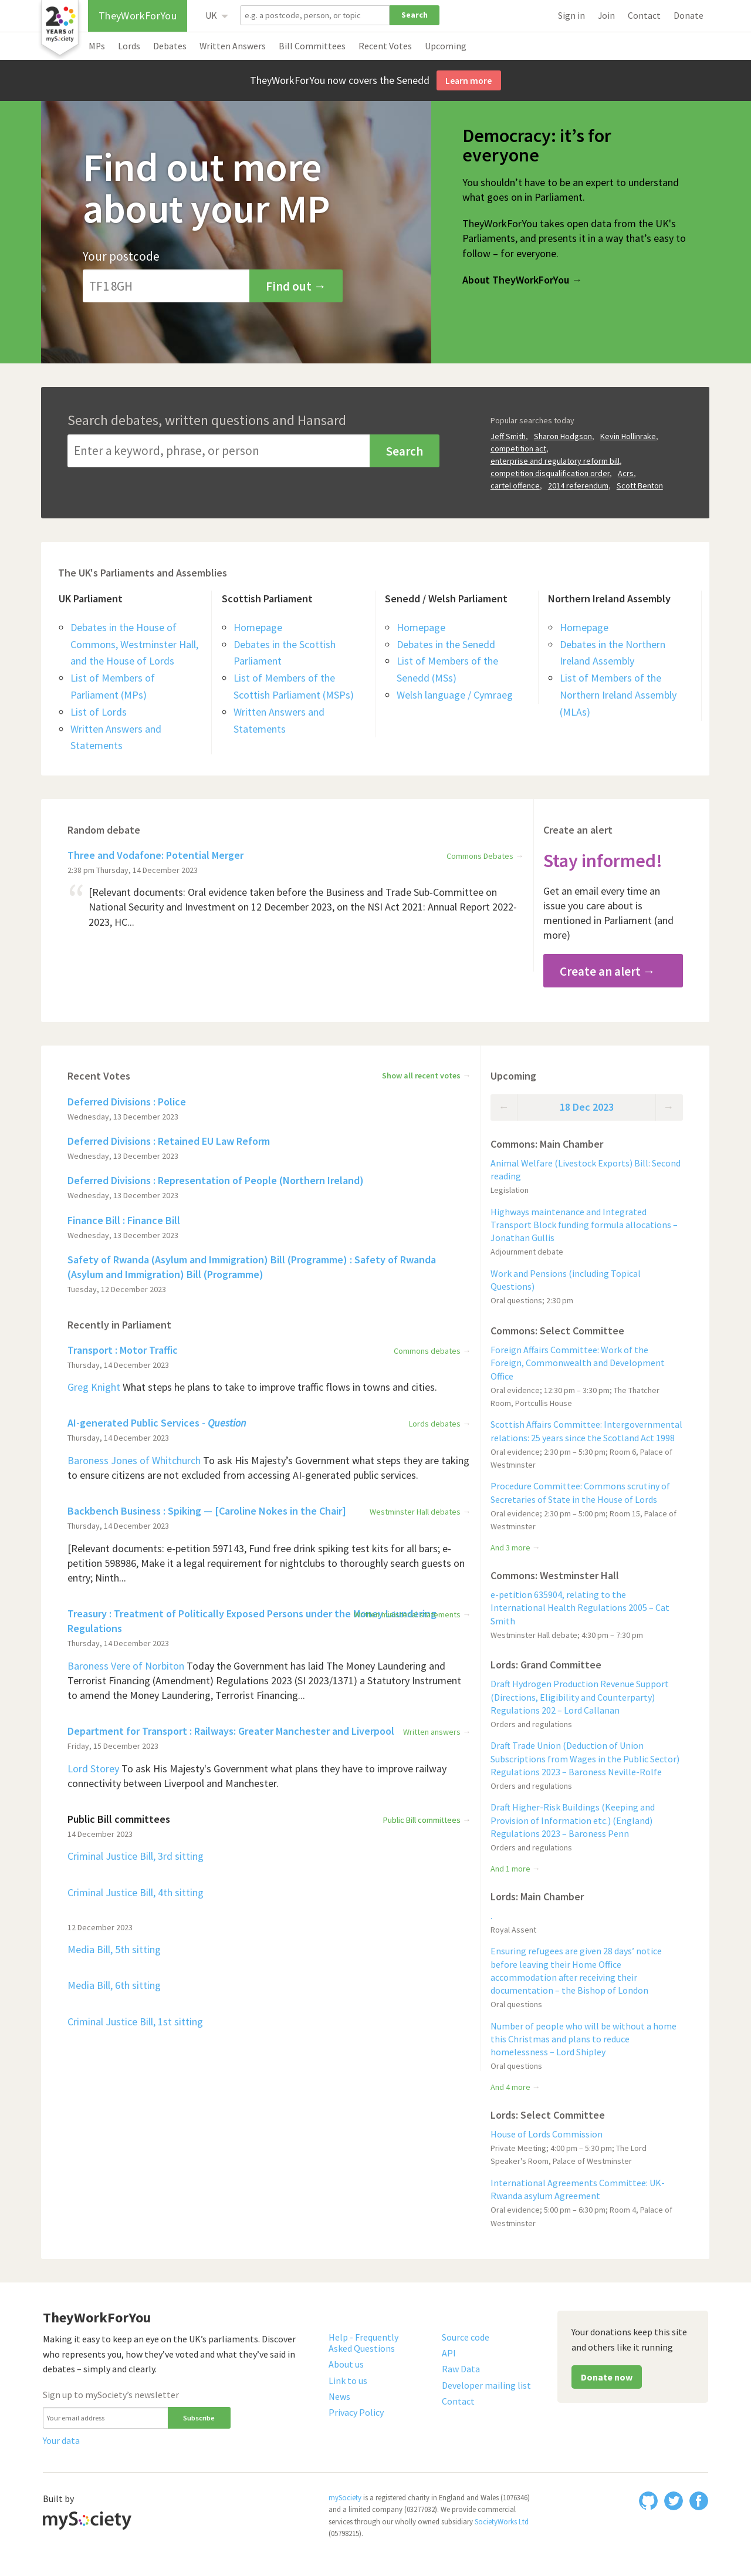 20
YEARS of
mySociety
TheyWorkForYou
UK
e.g. a postcode, person, or topic
Search
Sign in
Join
Contact
Donate
MPs
Lords
Debates
Written Answers
Bill Committees
Recent Votes
Upcoming
TheyWorkForYou now covers the Senedd
Learn more
Find out more
about your MP
Your postcode
TF1 8GH
Find out →
Democracy: it’s for
everyone
You shouldn’t have to be an expert to understand
what goes on in Parliament.
TheyWorkForYou takes open data from the UK’s
Parliaments, and presents it in a way that’s easy to
follow – for everyone.
About TheyWorkForYou →
Search debates, written questions and Hansard
Enter a keyword, phrase, or person
Search
Popular searches today
Jeff Smith, Sharon Hodgson, Kevin Hollinrake,
competition act,
enterprise and regulatory reform bill,
competition disqualification order, Acrs,
cartel offence, 2014 referendum, Scott Benton
The UK's Parliaments and Assemblies
UK Parliament
Debates in the House of
Commons, Westminster Hall,
and the House of Lords
List of Members of
Parliament (MPs)
List of Lords
Written Answers and
Statements
Scottish Parliament
Homepage
Debates in the Scottish
Parliament
List of Members of the
Scottish Parliament (MSPs)
Written Answers and
Statements
Senedd / Welsh Parliament
Homepage
Debates in the Senedd
List of Members of the
Senedd (MSs)
Welsh language / Cymraeg
Northern Ireland Assembly
Homepage
Debates in the Northern
Ireland Assembly
List of Members of the
Northern Ireland Assembly
(MLAs)
Random debate
Three and Vodafone: Potential Merger
Commons Debates →
2:38 pm Thursday, 14 December 2023
[Relevant documents: Oral evidence taken before the Business and Trade Sub-Committee on
National Security and Investment on 12 December 2023, on the NSI Act 2021: Annual Report 2022-
2023, HC...
Create an alert
Stay informed!
Get an email every time an
issue you care about is
mentioned in Parliament (and
more)
Create an alert →
Recent Votes
Show all recent votes →
Deferred Divisions : Police
Wednesday, 13 December 2023
Deferred Divisions : Retained EU Law Reform
Wednesday, 13 December 2023
Deferred Divisions : Representation of People (Northern Ireland)
Wednesday, 13 December 2023
Finance Bill : Finance Bill
Wednesday, 13 December 2023
Safety of Rwanda (Asylum and Immigration) Bill (Programme) : Safety of Rwanda
(Asylum and Immigration) Bill (Programme)
Tuesday, 12 December 2023
Recently in Parliament
Transport : Motor Traffic
Commons debates →
Thursday, 14 December 2023
Greg Knight What steps he plans to take to improve traffic flows in towns and cities.
AI-generated Public Services - Question
Lords debates →
Thursday, 14 December 2023
Baroness Jones of Whitchurch To ask His Majesty’s Government what steps they are taking
to ensure citizens are not excluded from accessing AI-generated public services.
Backbench Business : Spiking — [Caroline Nokes in the Chair]
Westminster Hall debates →
Thursday, 14 December 2023
[Relevant documents: e-petition 597143, Fund free drink spiking test kits for all bars; e-
petition 598986, Make it a legal requirement for nightclubs to thoroughly search guests on
entry; Ninth...
Treasury : Treatment of Politically Exposed Persons under the Money Laundering
Regulations
Thursday, 14 December 2023
Baroness Vere of Norbiton Today the Government has laid The Money Laundering and
Terrorist Financing (Amendment) Regulations 2023 (SI 2023/1371) a Statutory Instrument
to amend the Money Laundering, Terrorist Financing...
Department for Transport : Railways: Greater Manchester and Liverpool
Written answers →
Friday, 15 December 2023
Lord Storey To ask His Majesty's Government what plans they have to improve railway
connectivity between Liverpool and Manchester.
Public Bill committees
Public Bill committees →
14 December 2023
Criminal Justice Bill, 3rd sitting
Criminal Justice Bill, 4th sitting
12 December 2023
Media Bill, 5th sitting
Media Bill, 6th sitting
Criminal Justice Bill, 1st sitting
Upcoming
← 18 Dec 2023 →
Commons: Main Chamber
Animal Welfare (Livestock Exports) Bill: Second
reading
Legislation
Highways maintenance and Integrated
Transport Block funding formula allocations –
Jonathan Gullis
Adjournment debate
Work and Pensions (including Topical
Questions)
Oral questions; 2:30 pm
Commons: Select Committee
Foreign Affairs Committee: Work of the
Foreign, Commonwealth and Development
Office
Oral evidence; 12:30 pm – 3:30 pm; The Thatcher
Room, Portcullis House
Scottish Affairs Committee: Intergovernmental
relations: 25 years since the Scotland Act 1998
Oral evidence; 2:30 pm – 5:30 pm; Room 6, Palace of
Westminster
Procedure Committee: Commons scrutiny of
Secretaries of State in the House of Lords
Oral evidence; 2:30 pm – 5:00 pm; Room 15, Palace of
Westminster
And 3 more →
Commons: Westminster Hall
e-petition 635904, relating to the
International Health Regulations 2005 – Cat
Smith
Westminster Hall debate; 4:30 pm – 7:30 pm
Lords: Grand Committee
Draft Hydrogen Production Revenue Support
(Directions, Eligibility and Counterparty)
Regulations 202 – Lord Callanan
Orders and regulations
Draft Trade Union (Deduction of Union
Subscriptions from Wages in the Public Sector)
Regulations 2023 – Baroness Neville-Rolfe
Orders and regulations
Draft Higher-Risk Buildings (Keeping and
Provision of Information etc.) (England)
Regulations 2023 – Baroness Penn
Orders and regulations
And 1 more →
Lords: Main Chamber
.
Royal Assent
Ensuring refugees are given 28 days’ notice
before leaving their Home Office
accommodation after receiving their
documentation – the Bishop of London
Oral questions
Number of people who will be without a home
this Christmas and plans to reduce
homelessness – Lord Shipley
Oral questions
And 4 more →
Lords: Select Committee
House of Lords Commission
Private Meeting; 4:00 pm – 5:30 pm; The Lord
Speaker's Room, Palace of Westminster
International Agreements Committee: UK-
Rwanda asylum Agreement
Oral evidence; 5:00 pm – 6:30 pm; Room 4, Palace of
Westminster
TheyWorkForYou
Making it easy to keep an eye on the UK’s parliaments. Discover
who represents you, how they’ve voted and what they’ve said in
debates – simply and clearly.
Sign up to mySociety’s newsletter
Your email address
Subscribe
Your data
Help - Frequently
Asked Questions
About us
Link to us
News
Privacy Policy
Source code
API
Raw Data
Developer mailing list
Contact
Your donations keep this site
and others like it running
Donate now
Built by
mySociety
mySociety is a registered charity in England and Wales (1076346)
and a limited company (03277032). We provide commercial
services through our wholly owned subsidiary SocietyWorks Ltd
(05798215).